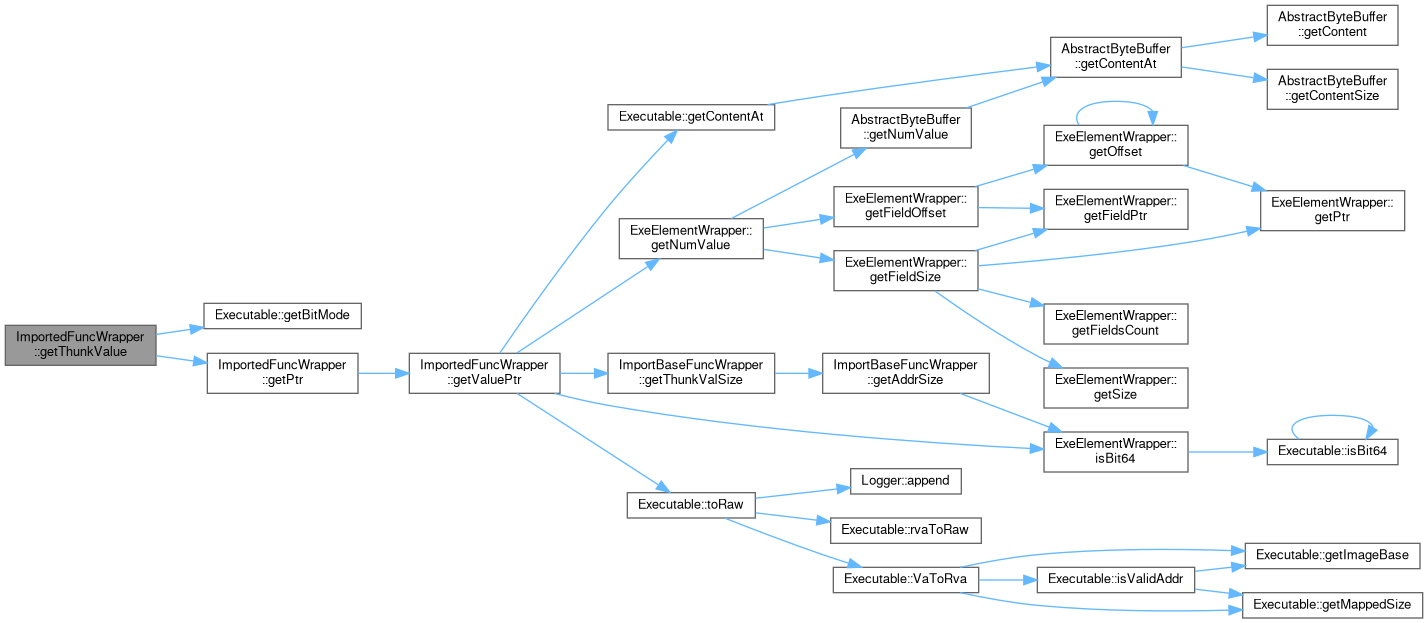 AbstractByteBuffer
::getContent
AbstractByteBuffer
::getContentAt
AbstractByteBuffer
::getContentSize
Executable::getContentAt
AbstractByteBuffer
::getNumValue
ExeElementWrapper::
getOffset
ExeElementWrapper::
getFieldOffset
ExeElementWrapper::
getFieldPtr
ExeElementWrapper::
getPtr
ExeElementWrapper::
getNumValue
ExeElementWrapper::
getFieldSize
Executable::getBitMode
ExeElementWrapper::
getFieldsCount
ImportedFuncWrapper
::getThunkValue
ImportedFuncWrapper
::getPtr
ImportedFuncWrapper
::getValuePtr
ImportBaseFuncWrapper
::getThunkValSize
ImportBaseFuncWrapper
::getAddrSize
ExeElementWrapper::
getSize
ExeElementWrapper::
isBit64
Executable::isBit64
Logger::append
Executable::toRaw
Executable::rvaToRaw
Executable::getImageBase
Executable::VaToRva
Executable::isValidAddr
Executable::getMappedSize